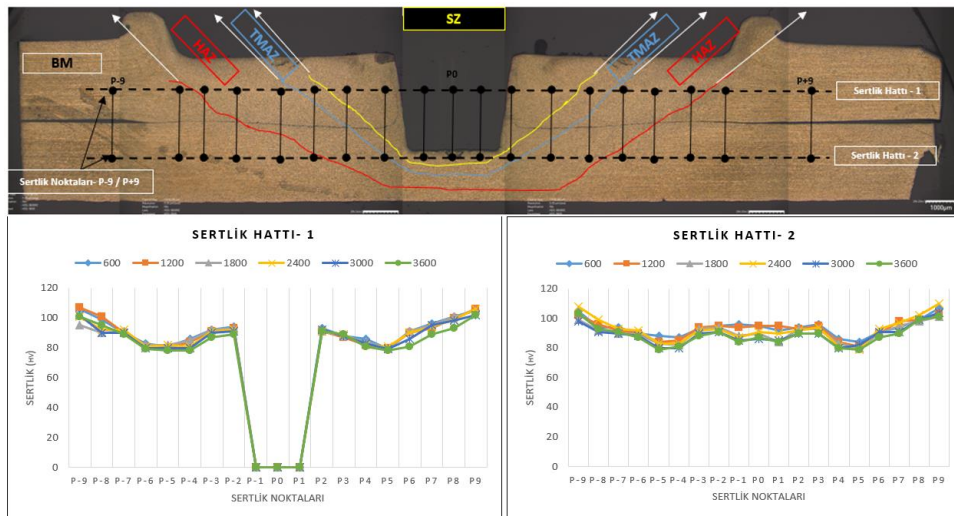 SZ
HAZ
TMAZ
TMAZ
HAZ
BM
P-9
P0
P+9
Sertlik Hattı - 1
Sertlik Hattı - 2
Sertlik Noktaları- P-9 / P+9
1000µm
SERTLİK HATTI- 1
600 1200 1800 2400 3000 3600
120
100
80
60
40
20
0
SERTLİK (HV)
P-9 P-8 P-7 P-6 P-5 P-4 P-3 P-2 P-1 P0 P1 P2 P3 P4 P5 P6 P7 P8 P9
SERTLİK NOKTALARI
SERTLİK HATTI- 2
600 1200 1800 2400 3000 3600
120
100
80
60
40
20
0
SERTLİK (HV)
P-9 P-8 P-7 P-6 P-5 P-4 P-3 P-2 P-1 P0 P1 P2 P3 P4 P5 P6 P7 P8 P9
SERTLİK NOKTALARI